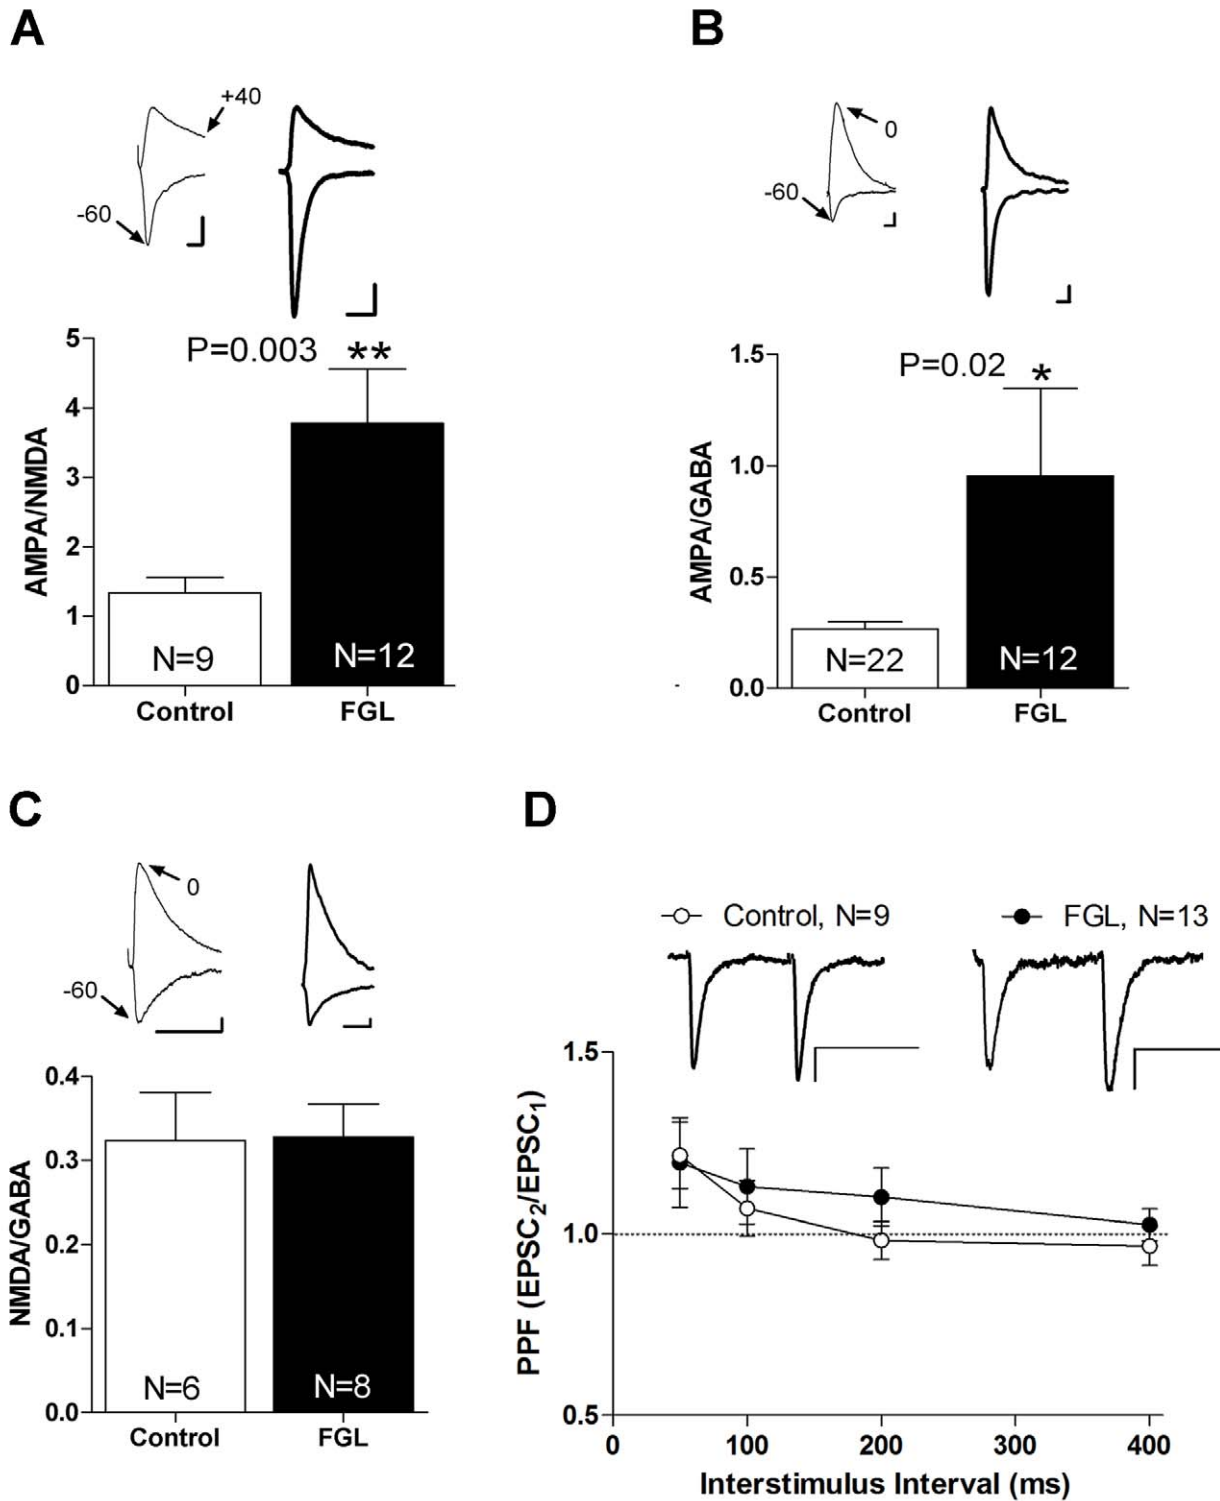 A
+40
-60
P=0.003 **
5
4
3
2
1
0
AMPA/NMDA
N=9
N=12
Control
FGL
B
0
-60
P=0.02 *
1.5
1.0
0.5
0.0
AMPA/GABA
N=22
N=12
Control
FGL
C
0
-60
0.4
0.3
0.2
0.1
0.0
NMDA/GABA
N=6
N=8
Control
FGL
D
Control, N=9
FGL, N=13
1.5
1.0
0.5
PPF (EPSC₂/EPSC₁)
0 100 200 300 400
Interstimulus Interval (ms)